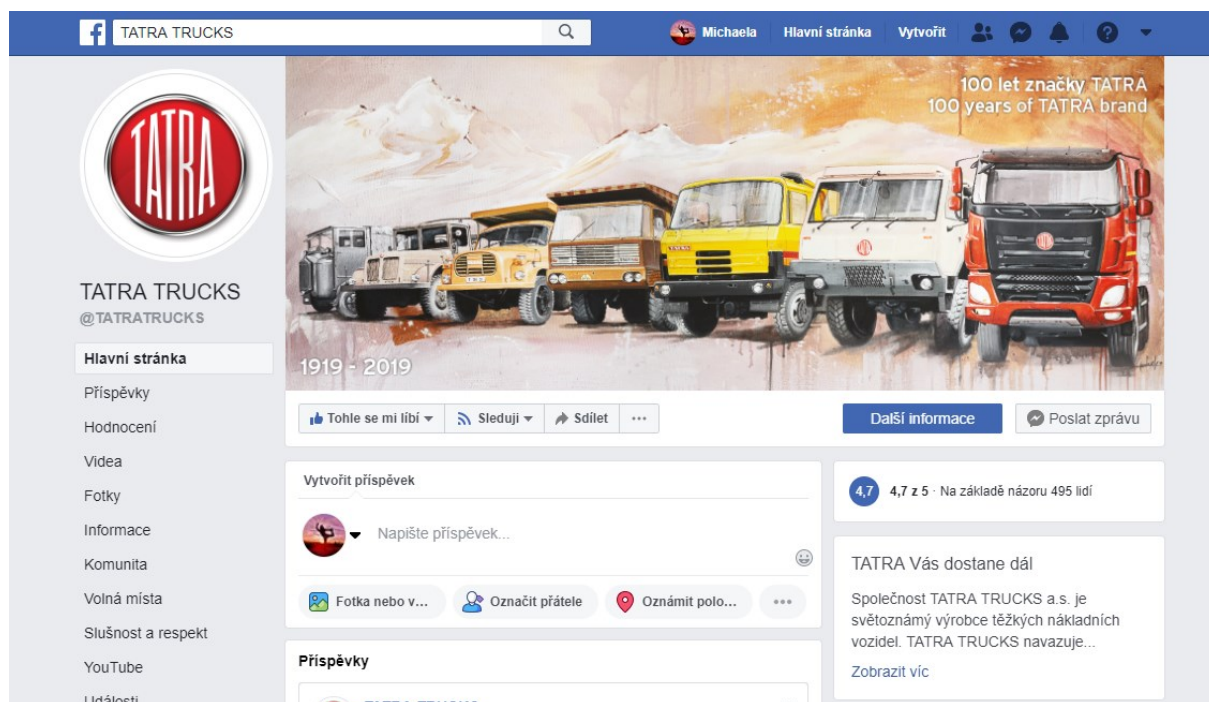 TATRA TRUCKS
Michaela
Hlavní stránka
Vytvořit
TATRA
TATRA TRUCKS
@TATRATRUCKS
Hlavní stránka
Příspěvky
Hodnocení
Videa
Fotky
Informace
Komunita
Volná místa
Slušnost a respekt
YouTube
Události
100 let značky TATRA
100 years of TATRA brand
1919 - 2019
Tohle se mi líbí
Sleduji
Sdílet
Další informace
Poslat zprávu
Vytvořit příspěvek
Napište příspěvek...
Fotka nebo v...
Označit přátele
Oznámit polo...
Příspěvky
TATRA TRUCKS
4,7
4,7 z 5 · Na základě názoru 495 lidí
TATRA Vás dostane dál
Společnost TATRA TRUCKS a.s. je
světoznámý výrobce těžkých nákladních
vozidel. TATRA TRUCKS navazuje...
Zobrazit víc